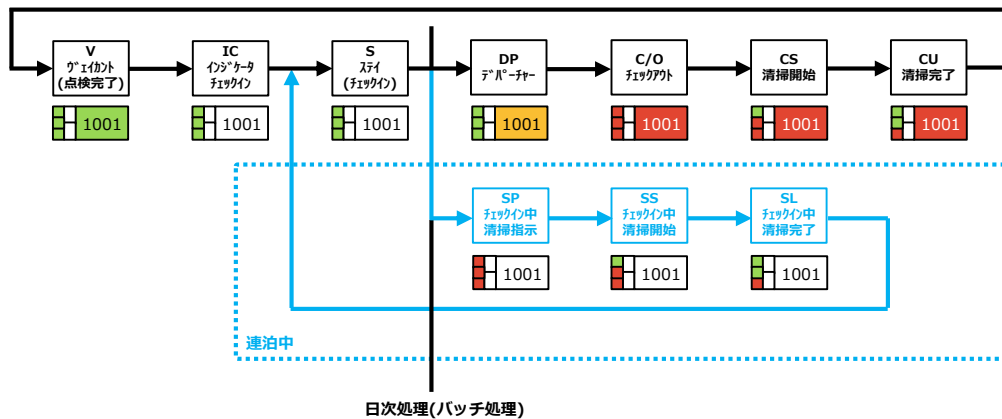 V
ヴェイカント
(点検完了)
IC
インジケータ
チェックイン
S
ステイ
(チェックイン)
DP
デパーチャー
C/O
チェックアウト
CS
清掃開始
CU
清掃完了
1001
1001
1001
1001
1001
1001
1001
SP
チェックイン中
清掃指示
SS
チェックイン中
清掃開始
SL
チェックイン中
清掃完了
1001
1001
1001
連泊中
日次処理(バッチ処理)